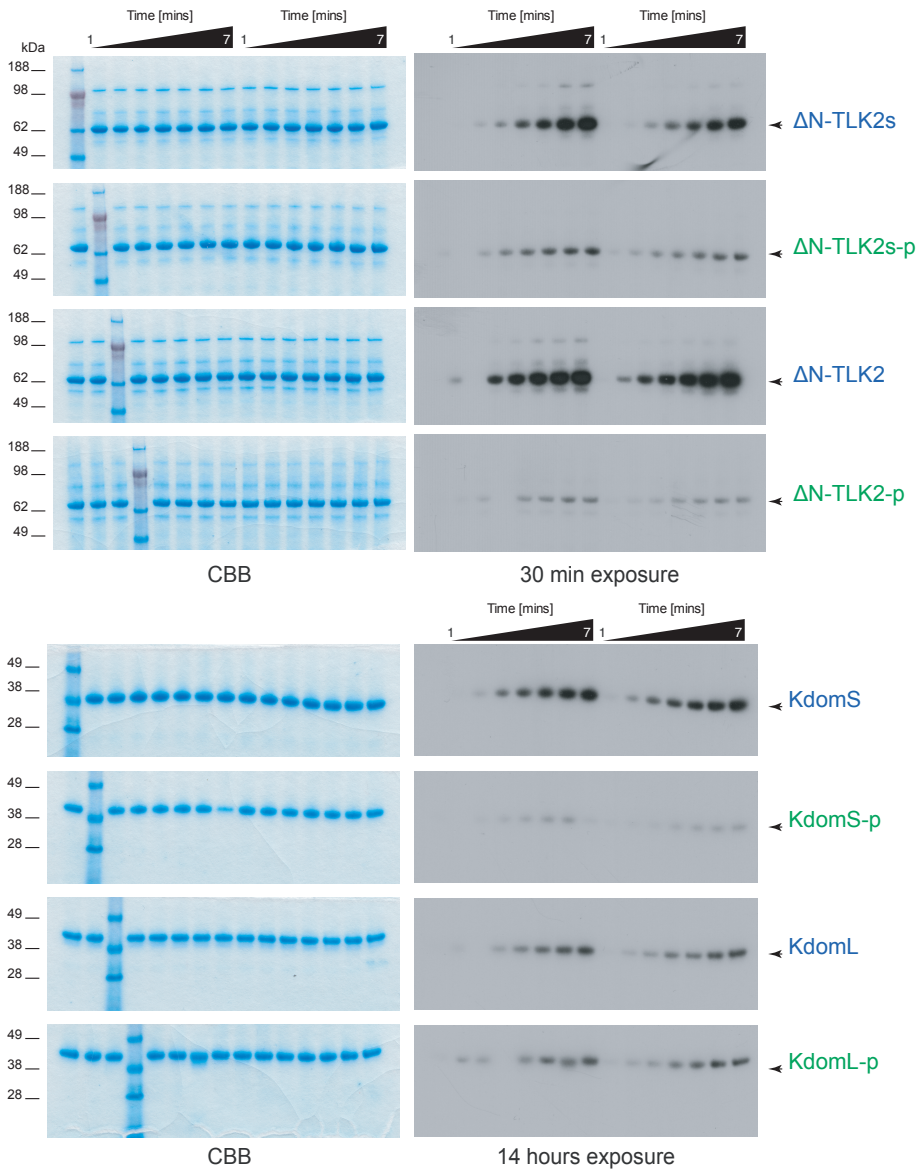 Time [mins] Time [mins] Time [mins] Time [mins]
kDa 1 7 7 1 7 7
188
98
62
49
ΔN-TLK2s
188
98
62
49
ΔN-TLK2s-p
188
98
62
49
ΔN-TLK2
188
98
62
49
ΔN-TLK2-p
CBB 30 min exposure
Time [mins] Time [mins]
1 7 1 7
49
38
28
KdomS
49
38
28
KdomS-p
49
38
28
KdomL
49
38
28
KdomL-p
CBB 14 hours exposure